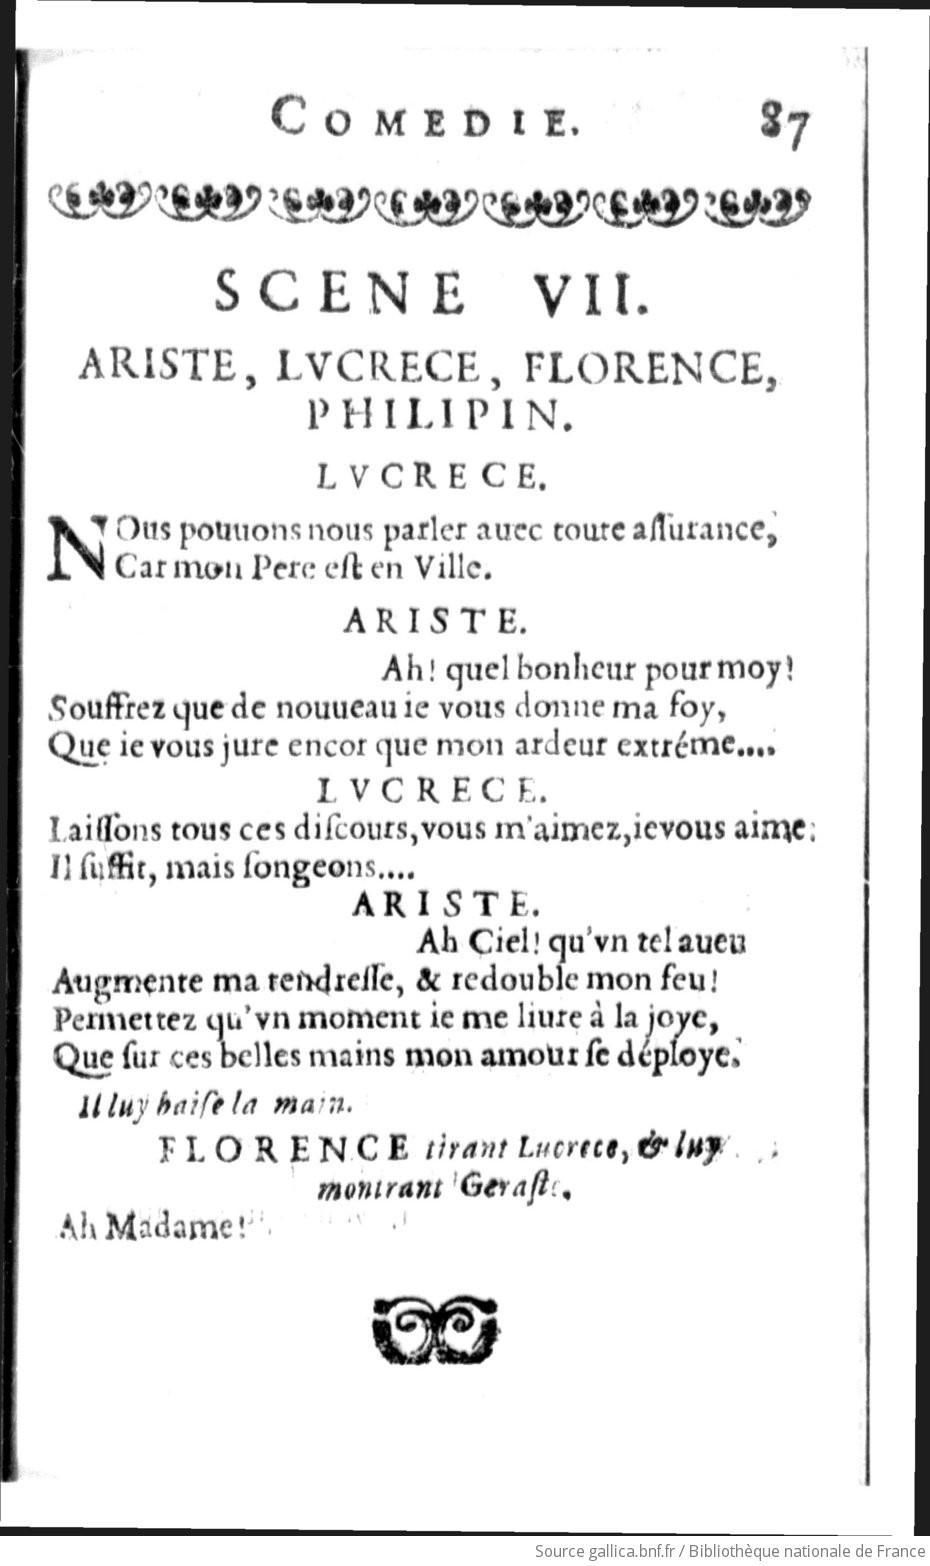 COMEDIE. 87
SCENE VII.
ARISTE, LVCRECE, FLORENCE,
PHILIPIN.
LVCRECE.
NOus pouuons nous parler auec toute aſſurance,
Car mon Pere eſt en Ville.
ARISTE.
Ah! quel bonheur pour moy!
Souffrez que de nouueau ie vous donne ma foy,
Que ie vous jure encor que mon ardeur extréme....
LVCRECE.
Laiſſons tous ces diſcours, vous m'aimez, ie vous aime:
Il ſuffit, mais ſongeons....
ARISTE.
Ah Ciel! qu'vn tel aueu
Augmente ma tendreſſe, & redouble mon feu!
Permettez qu'vn moment ie me liure à la joye,
Que ſur ces belles mains mon amour ſe déploye.
Il luy baiſe la main.
FLORENCE tirant Lucrece, & luy
montrant Geraſte.
Ah Madame!
Source gallica.bnf.fr / Bibliothèque nationale de France